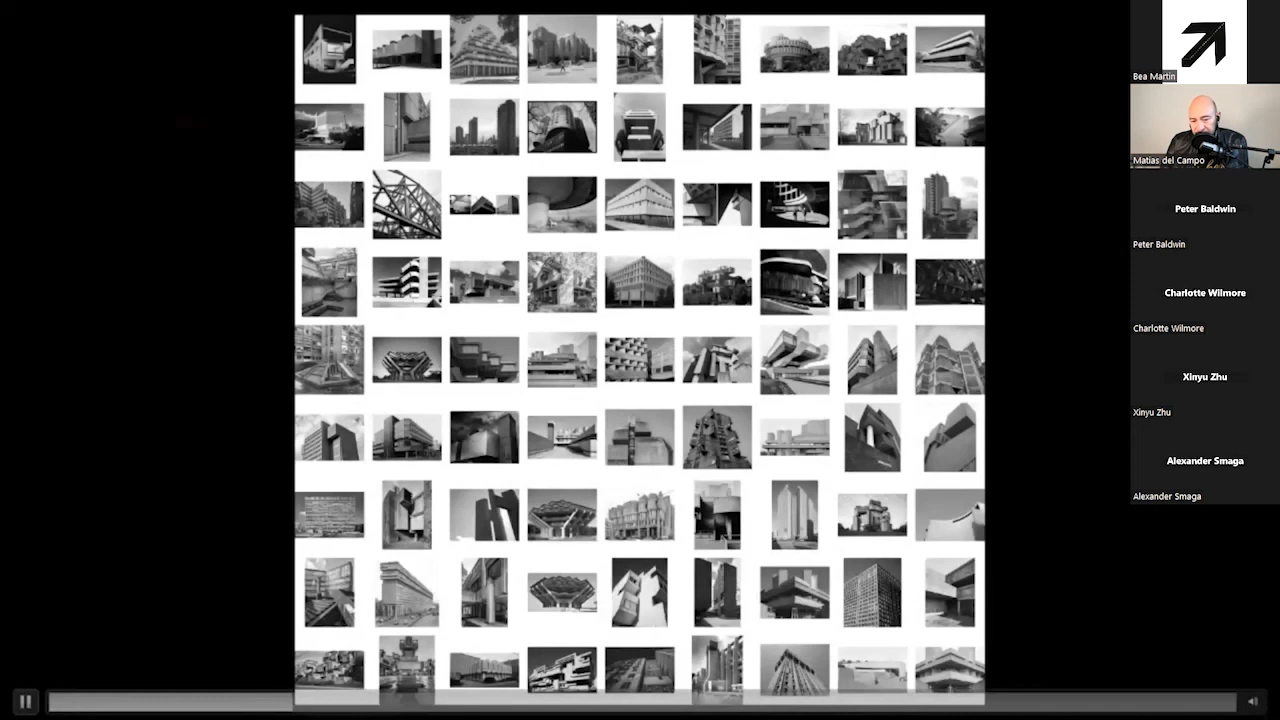 Bea Martin
Matias del Campo
Peter Baldwin
Peter Baldwin
Charlotte Wilmore
Charlotte Wilmore
Xinyu Zhu
Xinyu Zhu
Alexander Smaga
Alexander Smaga